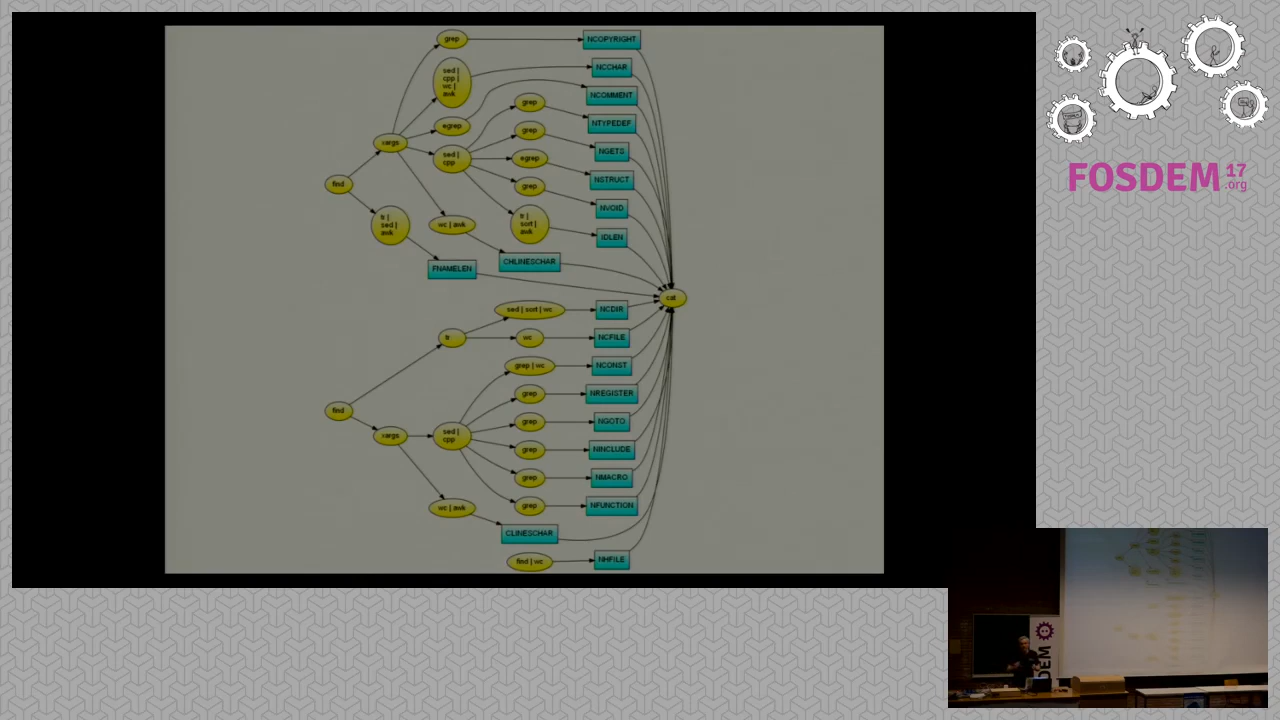 grep
NCOPYRIGHT
sed |
cpp |
wc |
awk
NCCHAR
NCOMMENT
grep
egrep
NTYPEDEF
grep
xargs
sed |
cpp
egrep
NGETS
find
grep
NSTRUCT
tr |
sed |
awk
wc | awk
tr |
sort |
awk
NVOID
IDLEN
FNAMELEN
CHLINESCHAR
cat
sed | sort | wc
NCDIR
tr
wc
NCFILE
grep | wc
NCONST
grep
NREGISTER
find
grep
NGOTO
xargs
sed |
cpp
grep
NINCLUDE
grep
NMACRO
wc | awk
grep
NFUNCTION
CLINESCHAR
find | wc
NHFILE
FOSDEM 17
.org
DEM